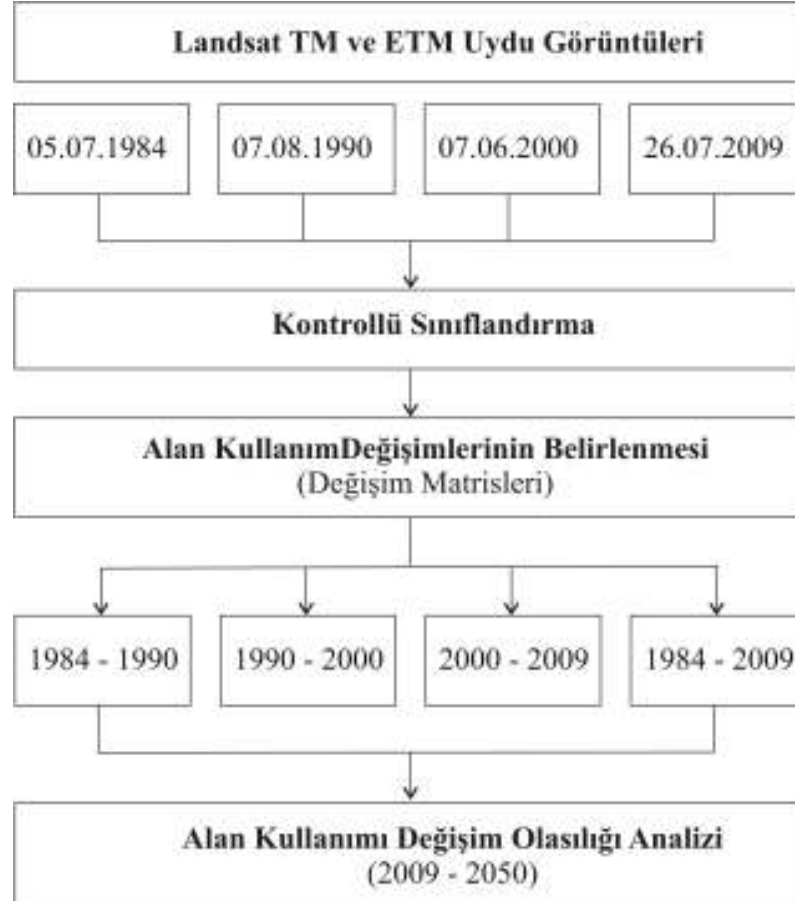 Landsat TM ve ETM Uydu Görüntüleri
05.07.1984
07.08.1990
07.06.2000
26.07.2009
Kontrollü Sınıflandırma
Alan KullanımDeğişimlerinin Belirlenmesi
(Değişim Matrisleri)
1984 - 1990
1990 - 2000
2000 - 2009
1984 - 2009
Alan Kullanımı Değişim Olasılığı Analizi
(2009 - 2050)